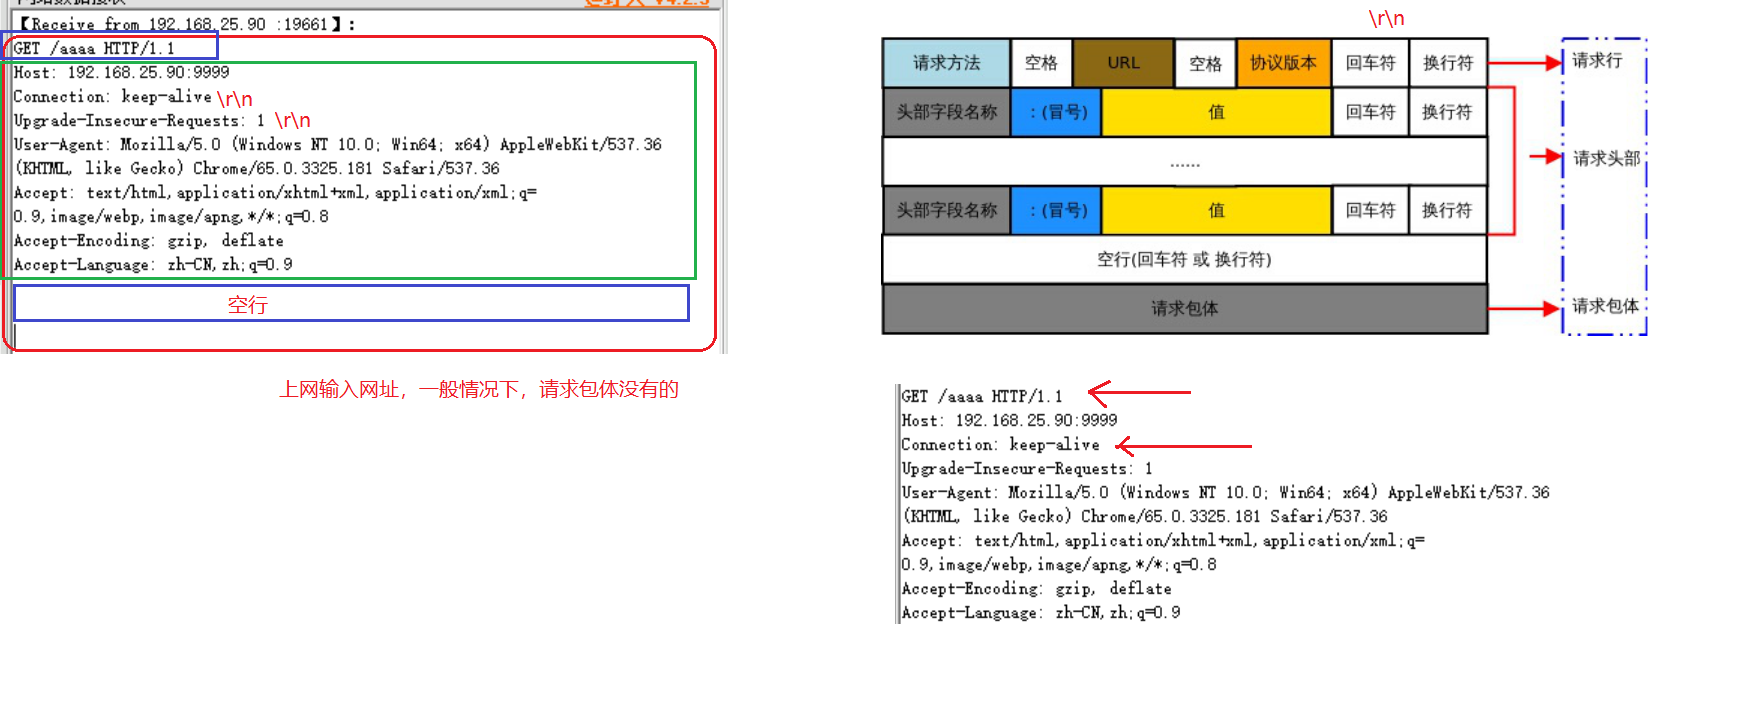 【Receive from 192.168.25.90 :19661】:
GET /aaaa HTTP/1.1
Host: 192.168.25.90:9999
Connection: keep-alive \r\n
Upgrade-Insecure-Requests: 1 \r\n
User-Agent: Mozilla/5.0 (Windows NT 10.0; Win64; x64) AppleWebKit/537.36
(KHTML, like Gecko) Chrome/65.0.3325.181 Safari/537.36
Accept: text/html,application/xhtml+xml,application/xml;q=
0.9,image/webp,image/apng,*/*;q=0.8
Accept-Encoding: gzip, deflate
Accept-Language: zh-CN,zh;q=0.9
空行
上网输入网址，一般情况下，请求包体没有的
\r\n
请求方法 空格 URL 空格 协议版本 回车符 换行符 请求行
头部字段名称 :(冒号) 值 回车符 换行符
...... 请求头部
头部字段名称 :(冒号) 值 回车符 换行符
空行(回车符 或 换行符)
请求包体 请求包体
GET /aaaa HTTP/1.1
Host: 192.168.25.90:9999
Connection: keep-alive
Upgrade-Insecure-Requests: 1
User-Agent: Mozilla/5.0 (Windows NT 10.0; Win64; x64) AppleWebKit/537.36
(KHTML, like Gecko) Chrome/65.0.3325.181 Safari/537.36
Accept: text/html,application/xhtml+xml,application/xml;q=
0.9,image/webp,image/apng,*/*;q=0.8
Accept-Encoding: gzip, deflate
Accept-Language: zh-CN,zh;q=0.9